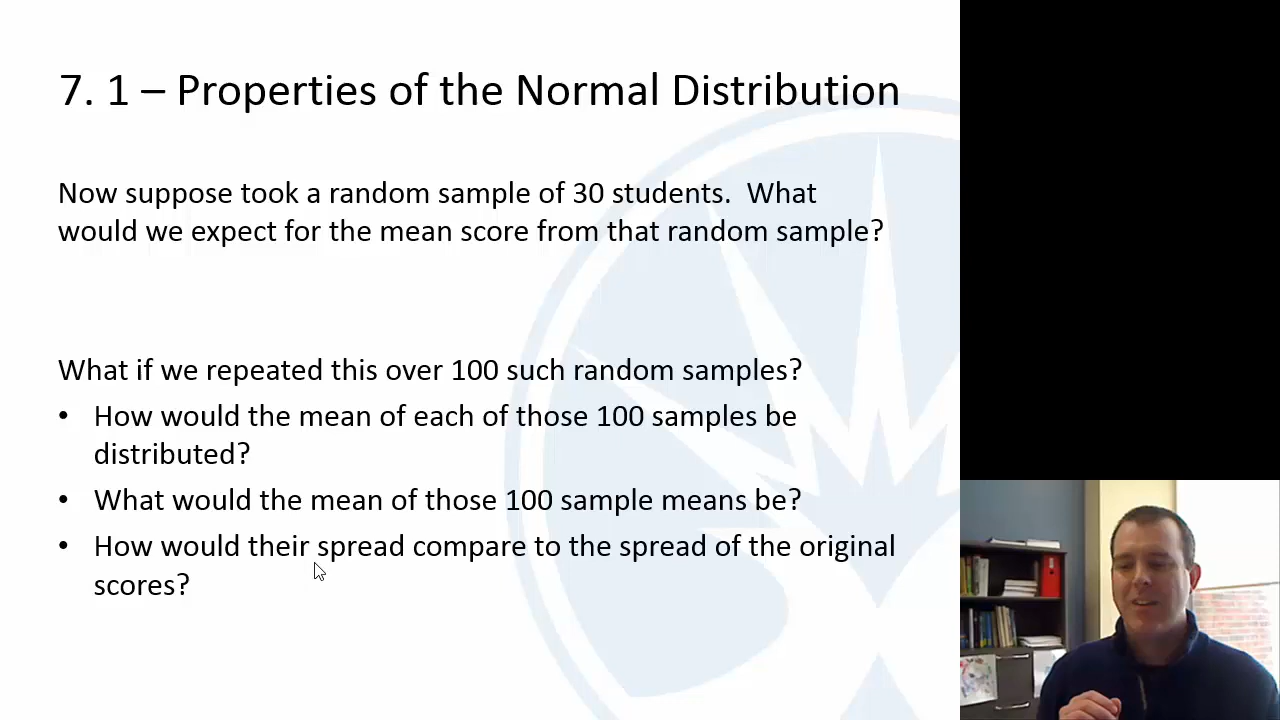 7. 1 – Properties of the Normal Distribution
Now suppose took a random sample of 30 students.  What
would we expect for the mean score from that random sample?
What if we repeated this over 100 such random samples?
• How would the mean of each of those 100 samples be
distributed?
• What would the mean of those 100 sample means be?
• How would their spread compare to the spread of the original
scores?